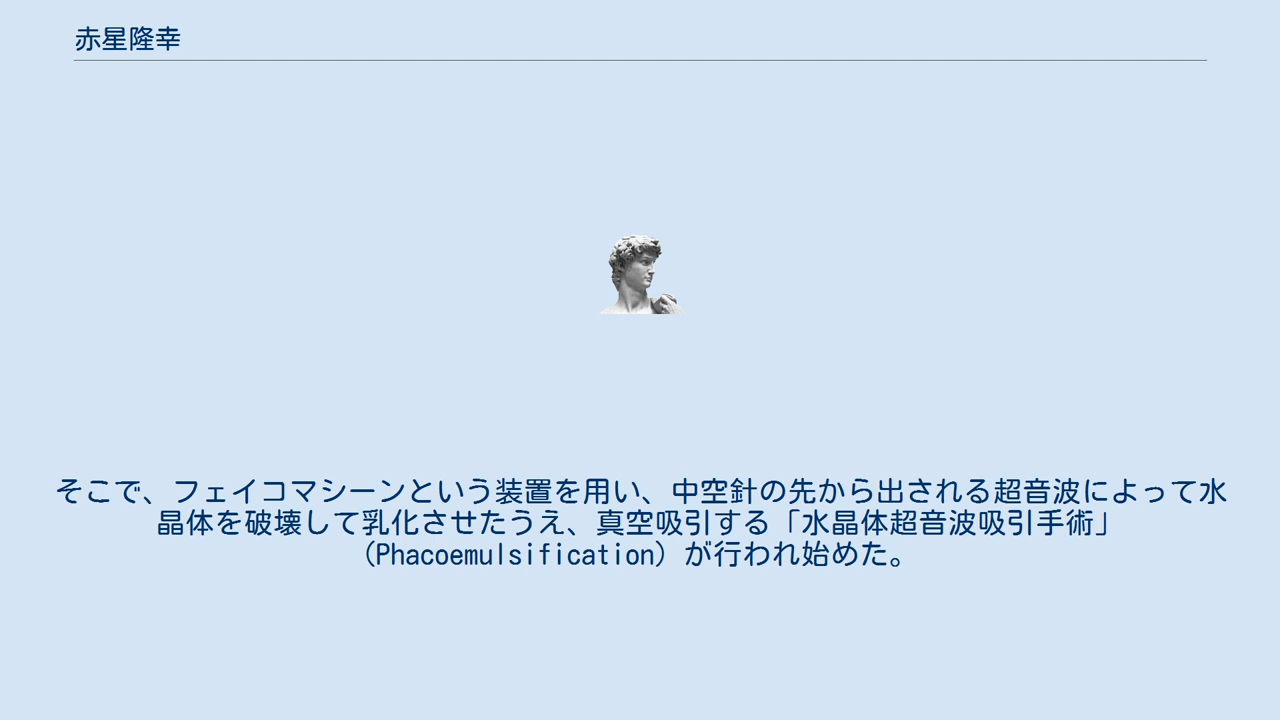 赤星隆幸
そこで、フェイコマシーンという装置を用い、中空針の先から出される超音波によって水
晶体を破壊して乳化させたうえ、真空吸引する「水晶体超音波吸引手術」
（Phacoemulsification）が行われ始めた。